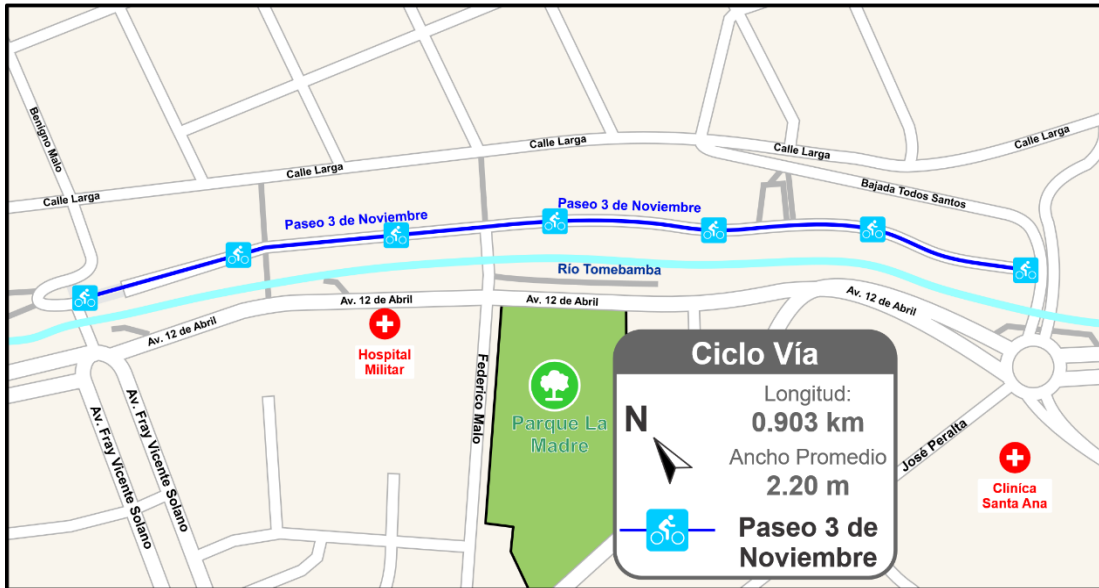 Benigno Malo
Calle Larga
Calle Larga
Calle Larga
Calle Larga
Calle Larga
Bajada Todos Santos
Paseo 3 de Noviembre
Paseo 3 de Noviembre
Río Tomebamba
Av. 12 de Abril
Av. 12 de Abril
Av. 12 de Abril
Av. 12 de Abril
Hospital
Militar
Federico Malo
Parque La
Madre
Av. Fray Vicente Solano
Av. Fray Vicente Solano
José Peralta
Cliníca
Santa Ana
Ciclo Vía
Longitud:
0.903 km
N
Ancho Promedio
2.20 m
Paseo 3 de
Noviembre